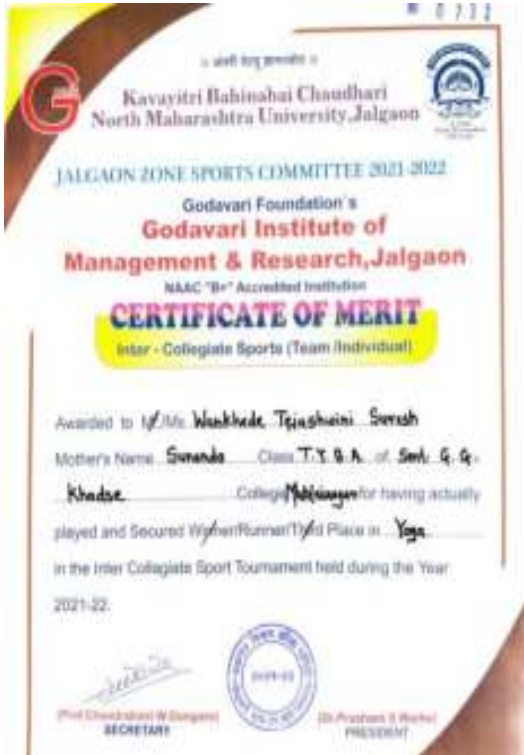 0732
Kavayitri Bahinabai Chaudhari
North Maharashtra University, Jalgaon
JALGAON ZONE SPORTS COMMITTEE 2021-2022
Godavari Foundation's
Godavari Institute of
Management & Research, Jalgaon
NAAC "B+" Accredited Institution
CERTIFICATE OF MERIT
Inter - Collegiate Sports (Team /Individual)
Awarded to Mr/Ms. Wankhede Tejashwini Suresh
Mother's Name Sunanda Class T.Y.B.A. of Smt. G. G.
Khadse College for having actually
played and Secured Winner/Runner/Third Place in Yoga
in the Inter Collegiate Sport Tournament held during the Year
2021-22.
SECRETARY
PRESIDENT